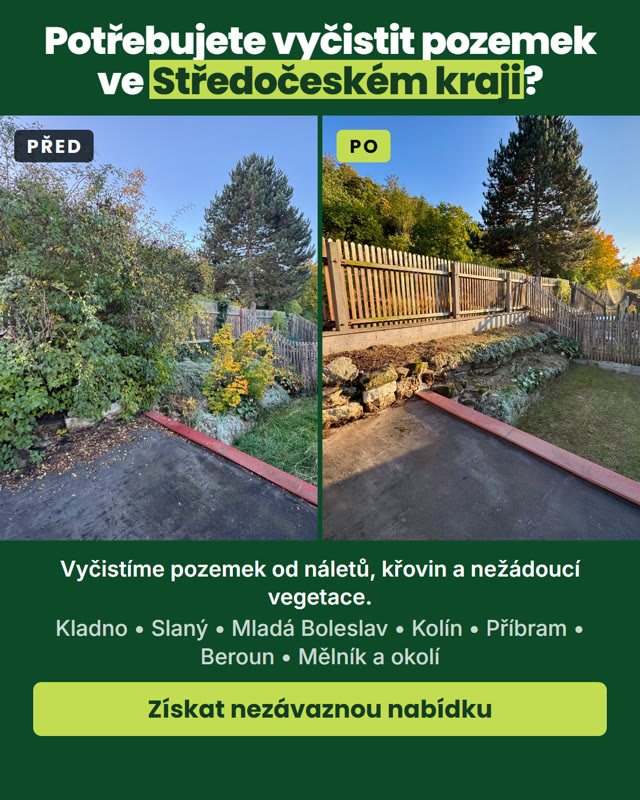 Potřebujete vyčistit pozemek
ve Středočeském kraji?
PŘED
PO
Vyčistíme pozemek od náletů, křovin a nežádoucí
vegetace.
Kladno • Slaný • Mladá Boleslav • Kolín • Příbram •
Beroun • Mělník a okolí
Získat nezávaznou nabídku